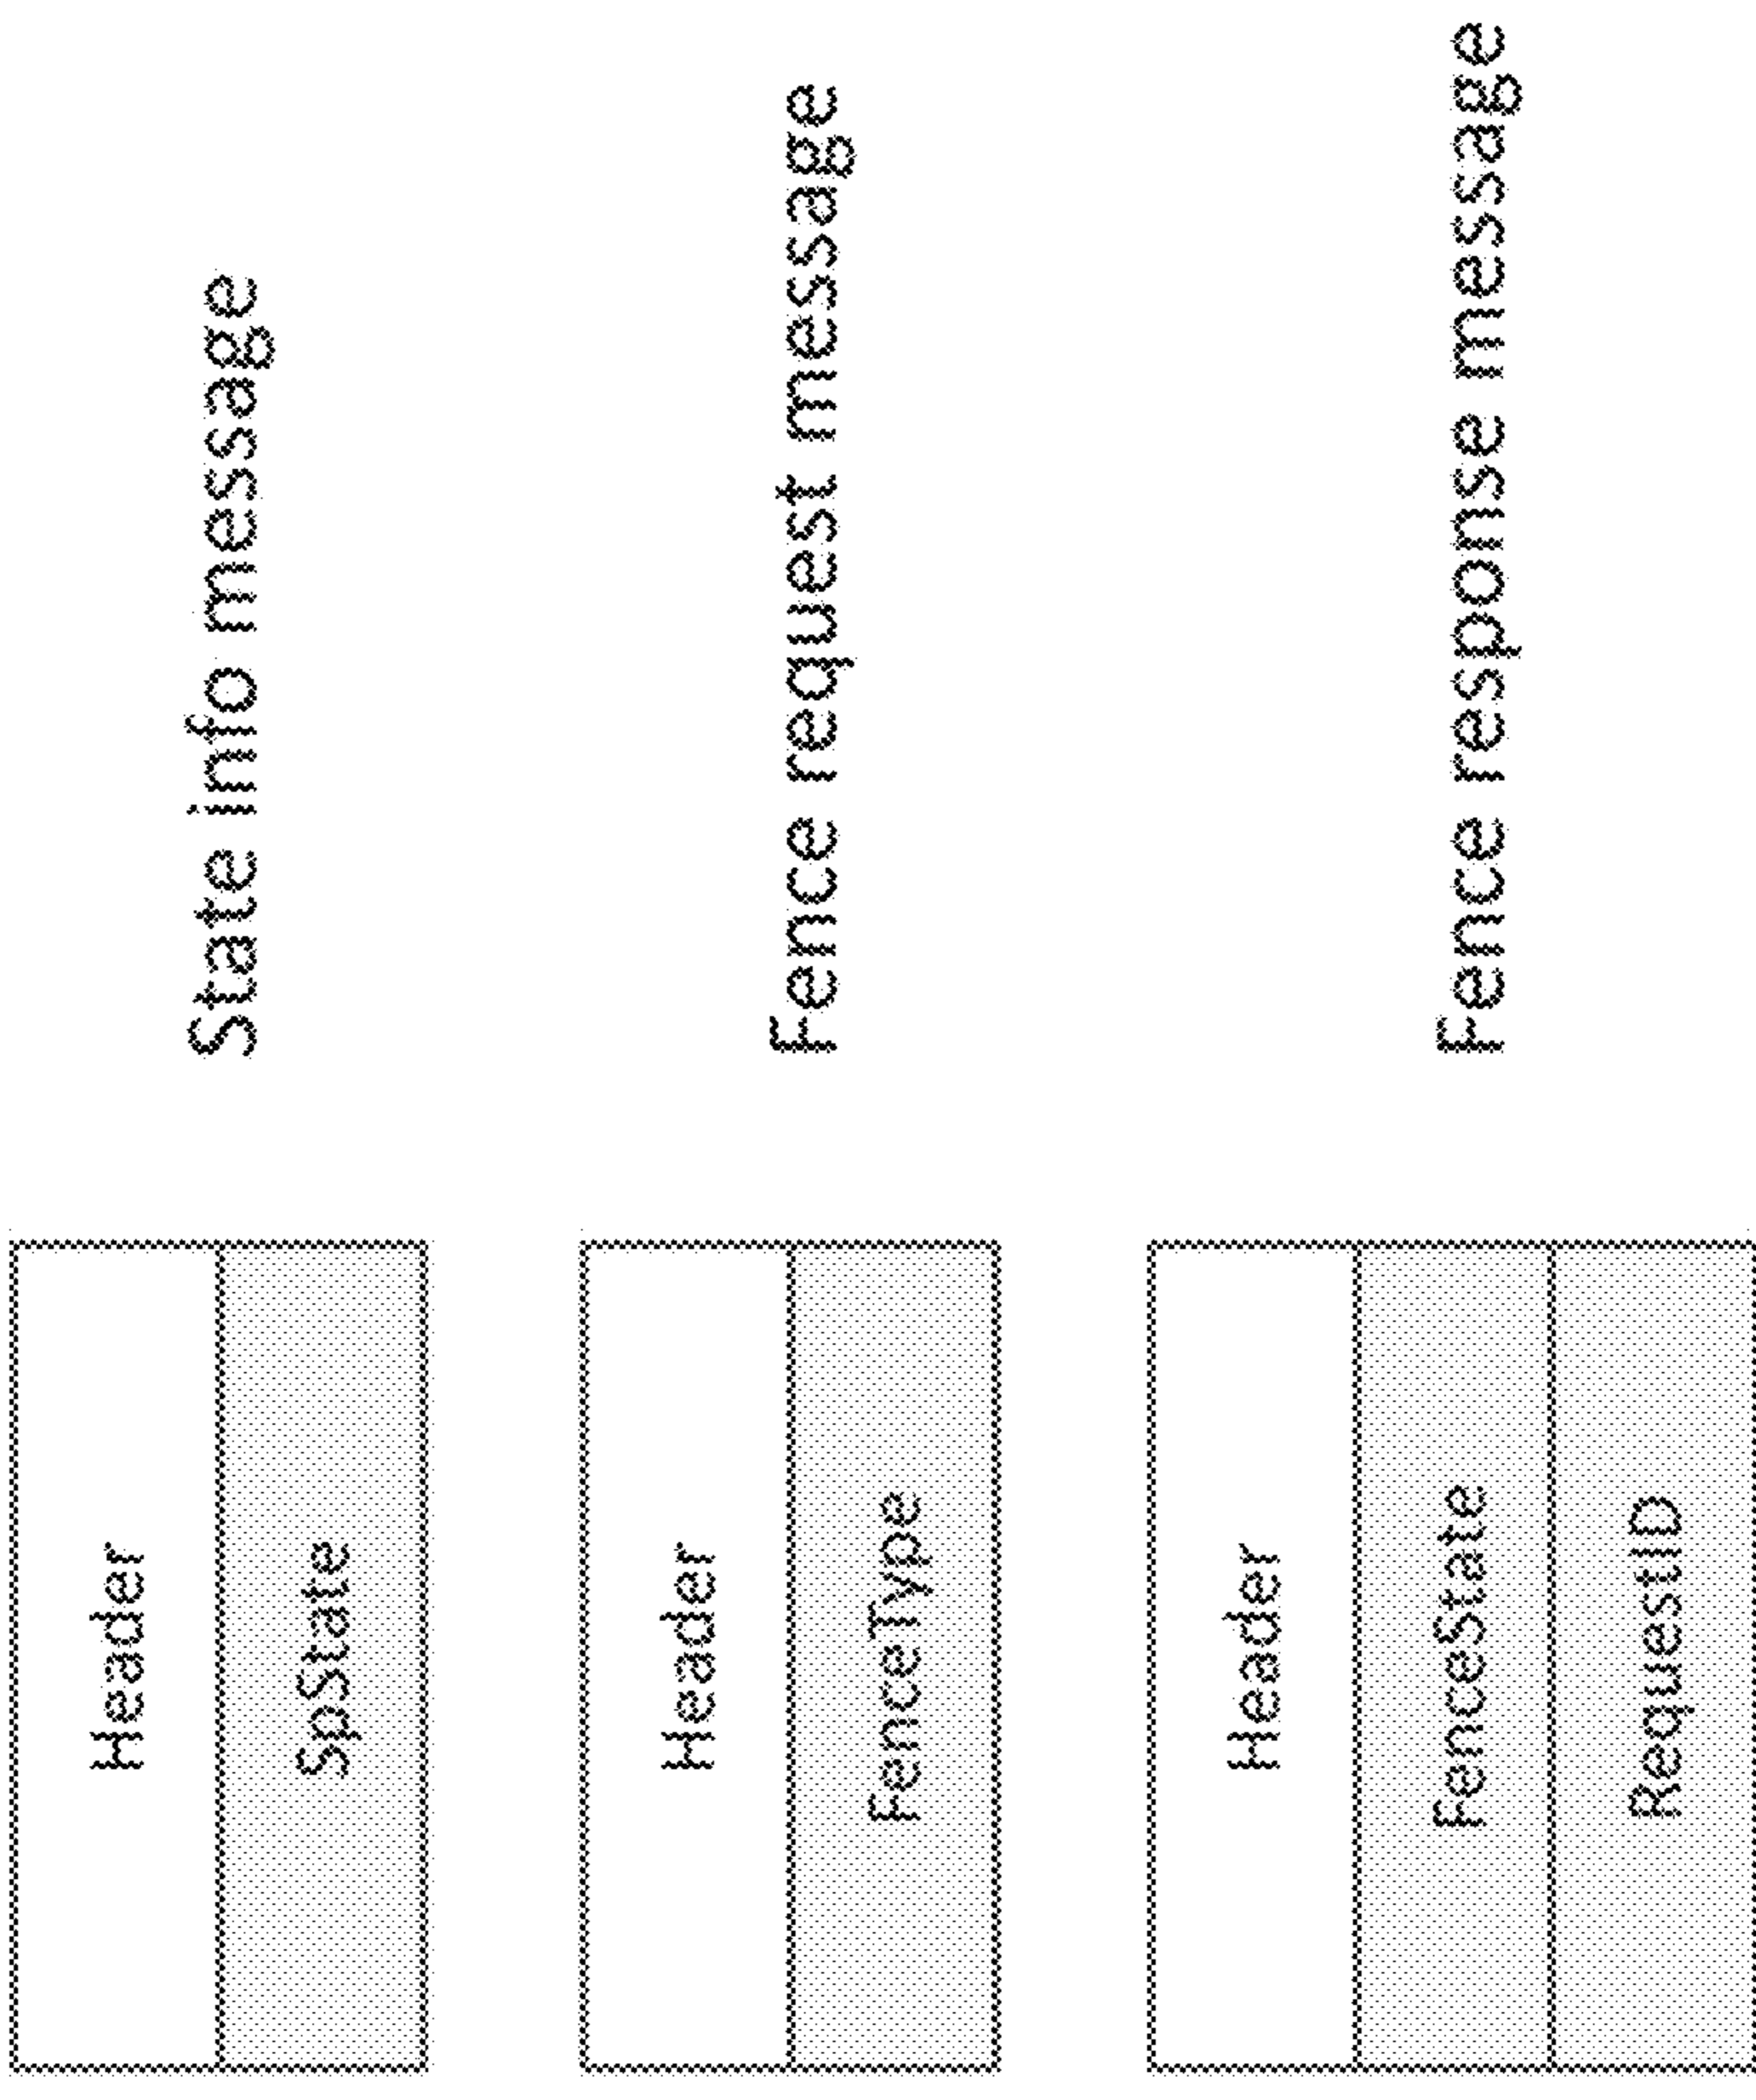 Header
SpState
State info message
Header
FenceType
Fence request message
Header
FenceState
RequestID
Fence response message